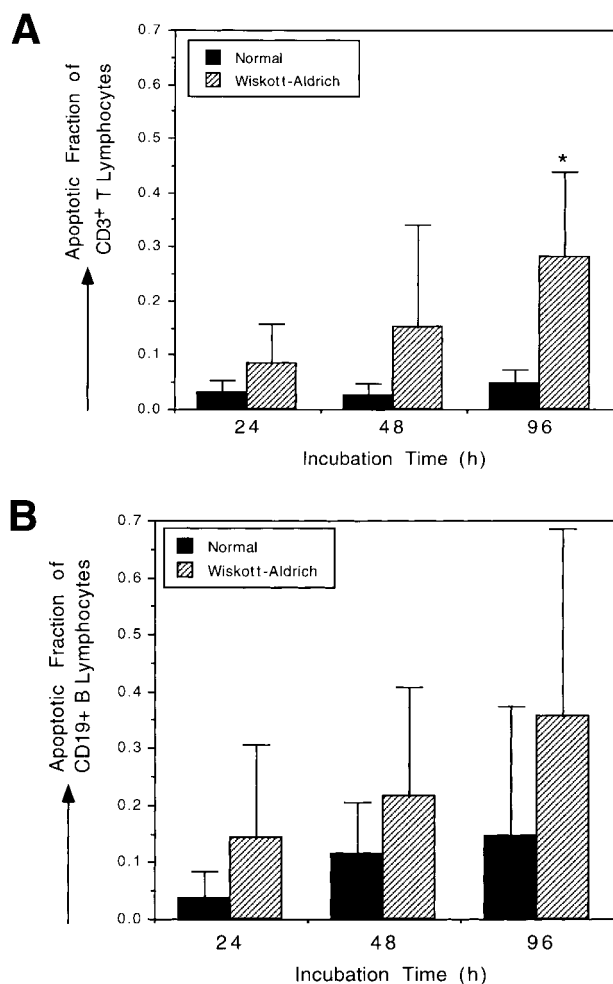 A
Apoptotic Fraction of
CD3+ T Lymphocytes
0.7
0.6
0.5
0.4
0.3
0.2
0.1
0.0
Normal
Wiskott-Aldrich
*
24 48 96
Incubation Time (h)
B
Apoptotic Fraction of
CD19+ B Lymphocytes
0.7
0.6
0.5
0.4
0.3
0.2
0.1
0.0
Normal
Wiskott-Aldrich
24 48 96
Incubation Time (h)